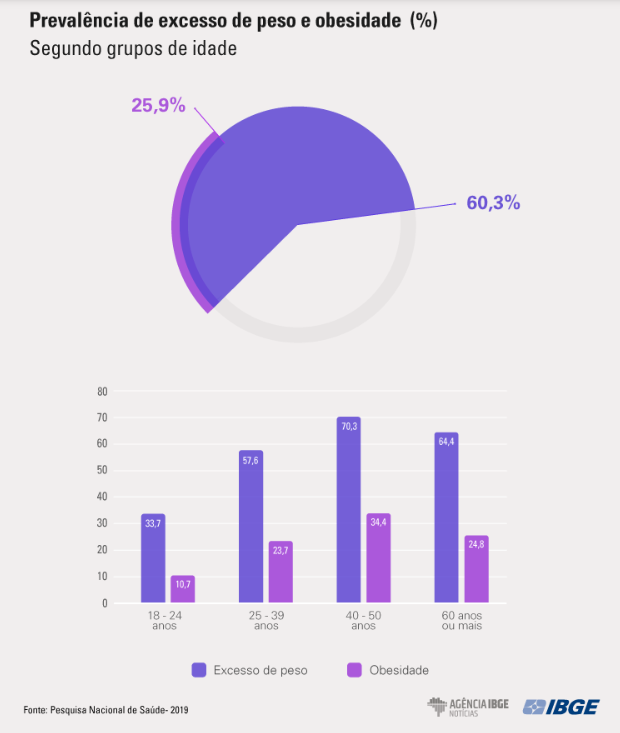 Prevalência de excesso de peso e obesidade (%)
Segundo grupos de idade
25,9%
60,3%
80
70
60
50
40
30
20
10
0
33,7
10,7
57,6
23,7
70,3
34,4
64,4
24,8
18 - 24
anos
25 - 39
anos
40 - 50
anos
60 anos
ou mais
Excesso de peso
Obesidade
Fonte: Pesquisa Nacional de Saúde- 2019
AGÊNCIA IBGE
NOTÍCIAS
IBGE